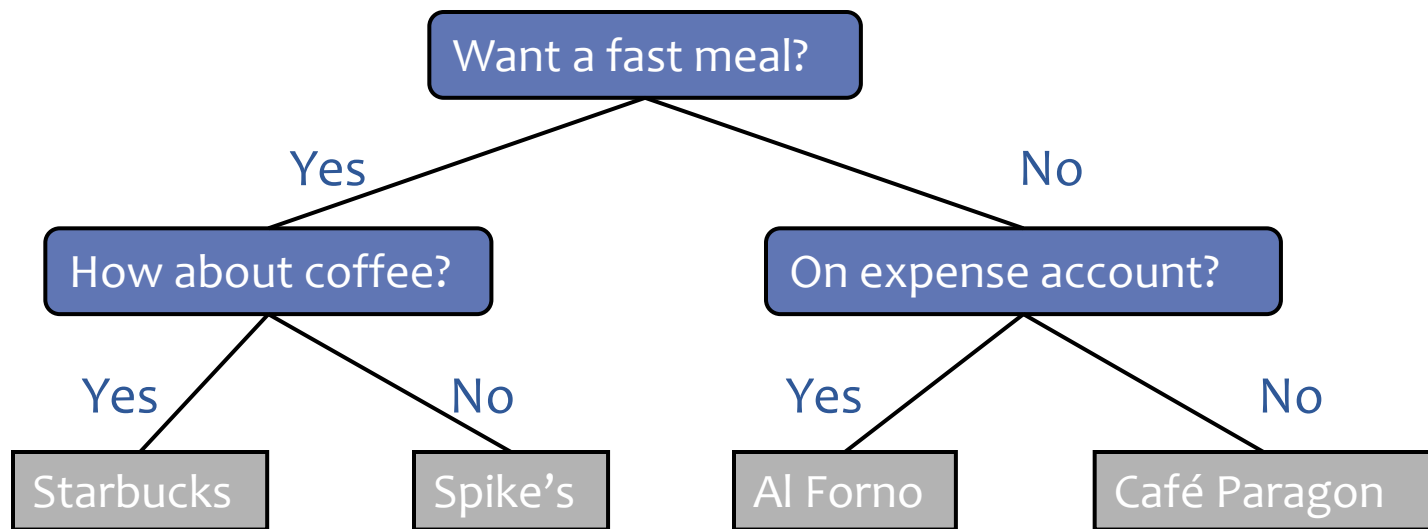 Want a fast meal?
Yes
No
How about coffee?
On expense account?
Yes
No
Yes
No
Starbucks
Spike’s
Al Forno
Café Paragon